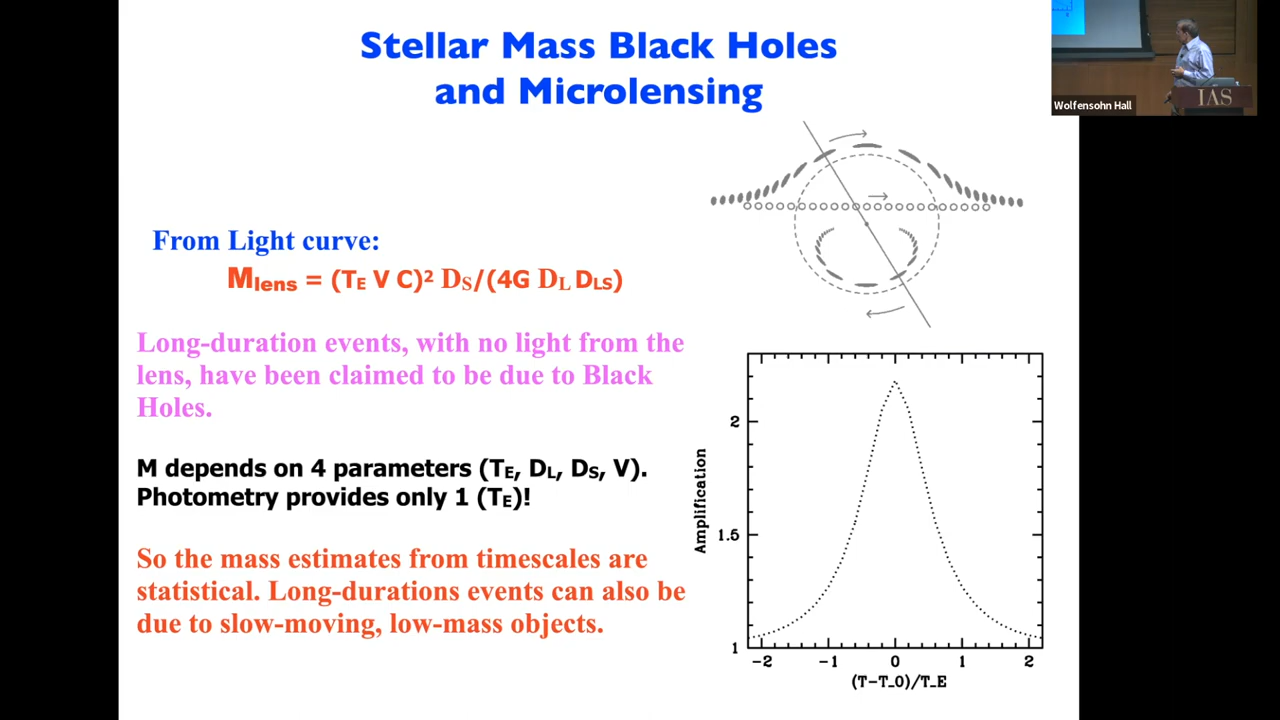 Stellar Mass Black Holes
and Microlensing
IAS
Wolfensohn Hall
From Light curve:
Mlens = (TE V C)² DS/(4G DL DLS)
Long-duration events, with no light from the
lens, have been claimed to be due to Black
Holes.
M depends on 4 parameters (TE, DL, DS, V).
Photometry provides only 1 (TE)!
So the mass estimates from timescales are
statistical. Long-durations events can also be
due to slow-moving, low-mass objects.
Amplification
2
1.5
1
−2 −1 0 1 2
(T−T_0)/T_E